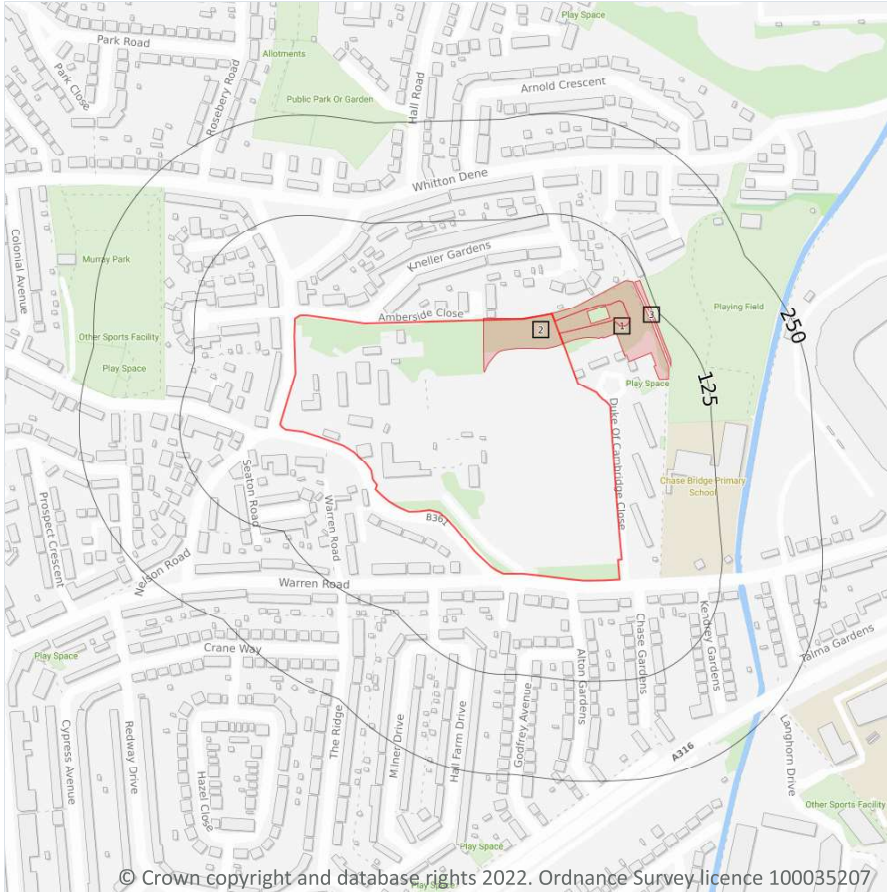 Park Road
Play Space
Allotments
Park Close
Rosebery Road
Hall Road
Arnold Crescent
Public Park Or Garden
Whitton Dene
Colonial Avenue
Kneller Gardens
Murray Park
Amberside Close
Playing Field
Other Sports Facility
Play Space
1
2
3
250
125
Play Space
Duke Of Cambridge Close
Seaton Road
Chase Bridge Primary
School
Prospect Crescent
Warren Road
B361
Nelson Road
Warren Road
Kendrey Gardens
Chase Gardens
Talma Gardens
Play Space
Crane Way
Alton Gardens
Godfrey Avenue
Cypress Avenue
Redway Drive
The Ridge
Milner Drive
Hall Farm Drive
A316
Langhorn Drive
Hazel Close
Other Sports Facility
Play Space
Play Space
© Crown copyright and database rights 2022. Ordnance Survey licence 100035207